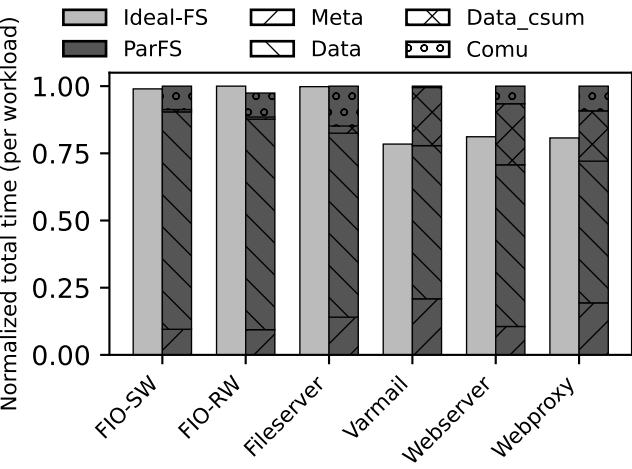 Ideal-FS Meta Data_csum
ParFS Data Comu
Normalized total time (per workload)
1.00
0.75
0.50
0.25
0.00
FIO-SW FIO-RW Fileserver Varmail Webserver Webproxy